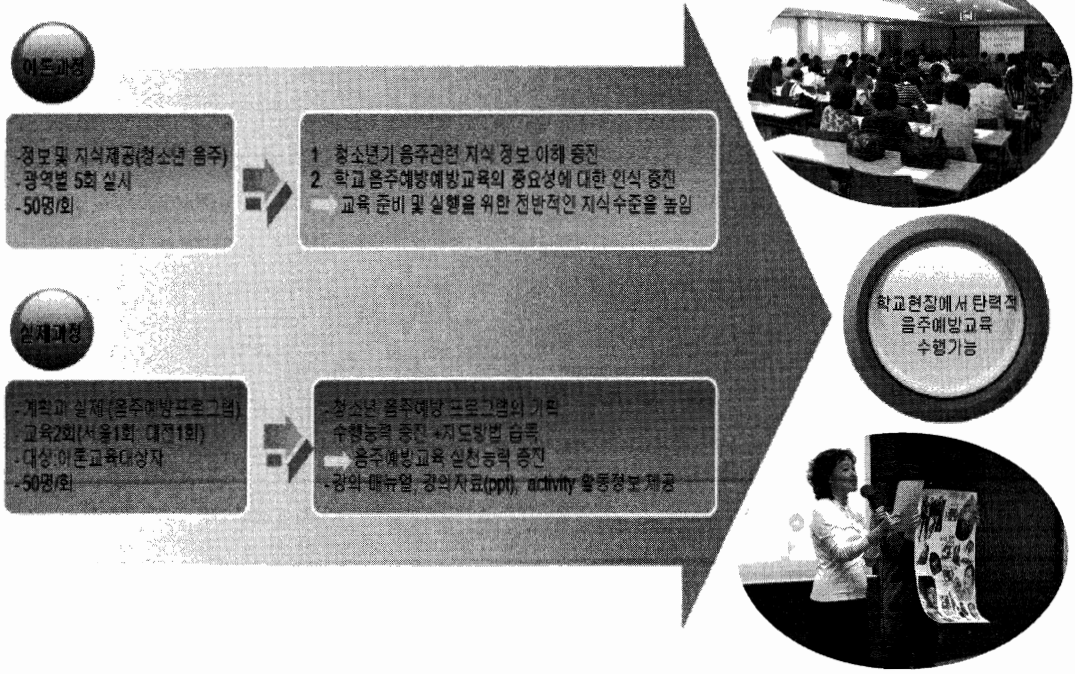 이론과정
-정보 및 지식제공(청소년 음주)
-광역별 5회 실시
-50명/회
1. 청소년기 음주관련 지식 정보 이해 증진
2. 학교 음주예방예방교육의 중요성에 대한 인식 증진
교육 준비 및 실행을 위한 전반적인 지식수준을 높임
실제과정
-계획과 실제 (음주예방프로그램)
-교육2회(서울1회, 대전1회)
-대상:이론교육대상자
-50명/회
-청소년 음주예방 프로그램의 기획
수행능력 증진 +지도방법 습득
음주예방교육 실천능력 증진
-강의 매뉴얼, 강의자료(ppt), activity 활동정보 제공
학교현장에서 탄력적
음주예방교육
수행가능